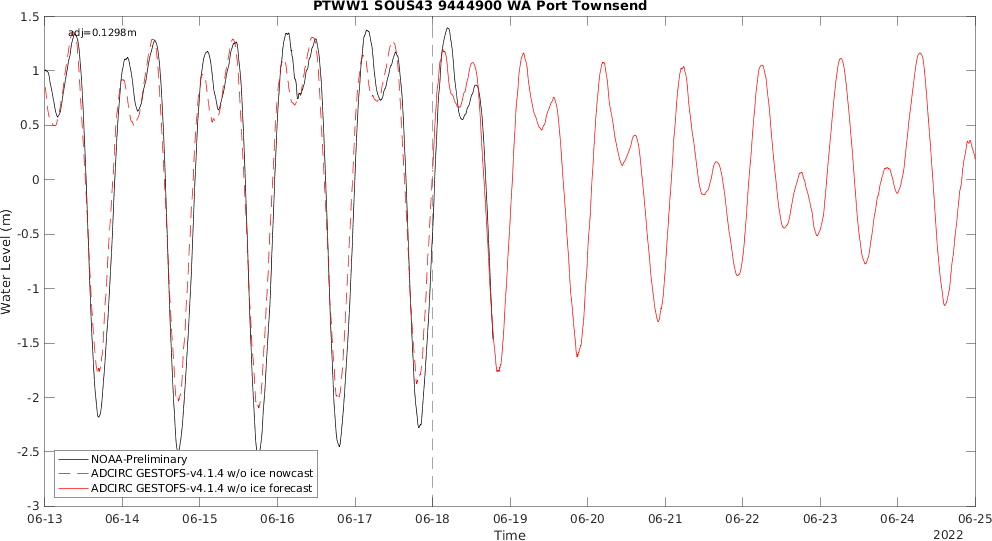 PTWW1 SOUS43 9444900 WA Port Townsend
adj=0.1298m
1.5
1
0.5
0
-0.5
-1
-1.5
-2
-2.5
-3
Water Level (m)
NOAA-Preliminary
ADCIRC GESTOFS-v4.1.4 w/o ice nowcast
ADCIRC GESTOFS-v4.1.4 w/o ice forecast
06-13 06-14 06-15 06-16 06-17 06-18 06-19 06-20 06-21 06-22 06-23 06-24 06-25
Time
2022